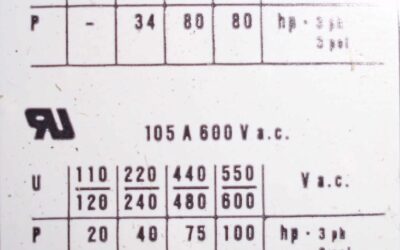 P - 34 80 80 hp - 3 ph
3 pol
RU
105 A 600 V a.c.
U 110/120 220/240 440/480 550/600 V a.c.
P 20 40 75 100 hp - 3 ph